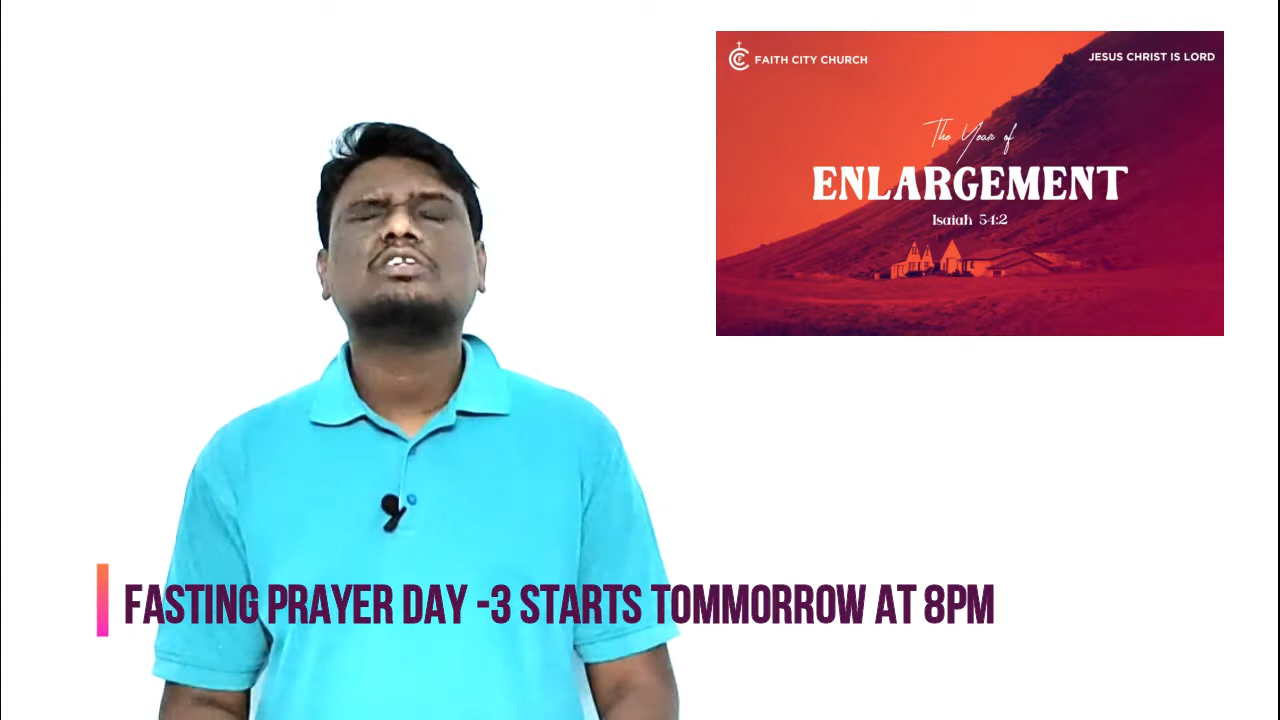 FAITH CITY CHURCH
JESUS CHRIST IS LORD
The Year of
ENLARGEMENT
Isaiah 54:2
FASTING PRAYER DAY -3 STARTS TOMMORROW AT 8PM